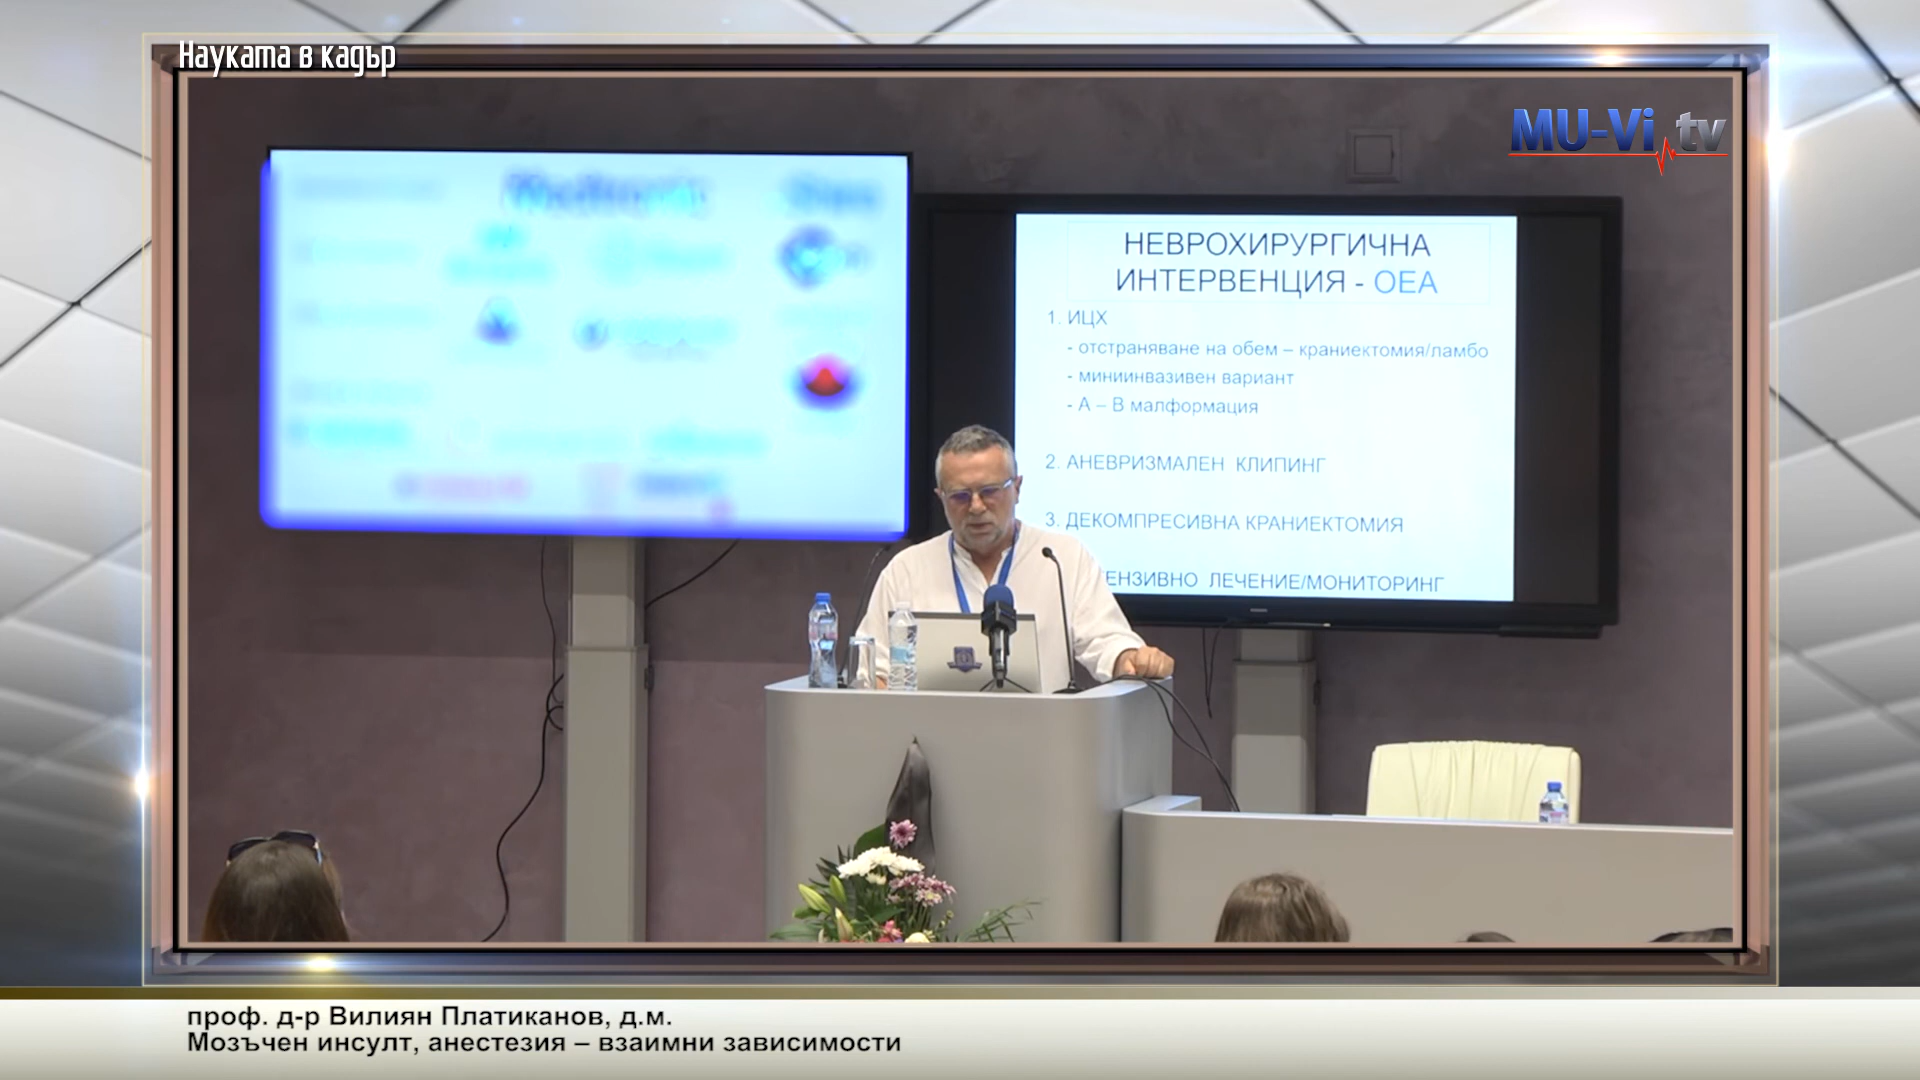 Науката в кадър
MU-Vi.tv
НЕВРОХИРУРГИЧНА
ИНТЕРВЕНЦИЯ - ОЕА
1. ИЦХ
- отстраняване на обем – краниектомия/ламбо
- миниинвазивен вариант
- А – В малформация
2. АНЕВРИЗМАЛЕН КЛИПИНГ
3. ДЕКОМПРЕСИВНА КРАНИЕКТОМИЯ
ЛЕЧЕНИЕ/МОНИТОРИНГ
проф. д-р Вилиян Платиканов, д.м.
Мозъчен инсулт, анестезия – взаимни зависимости